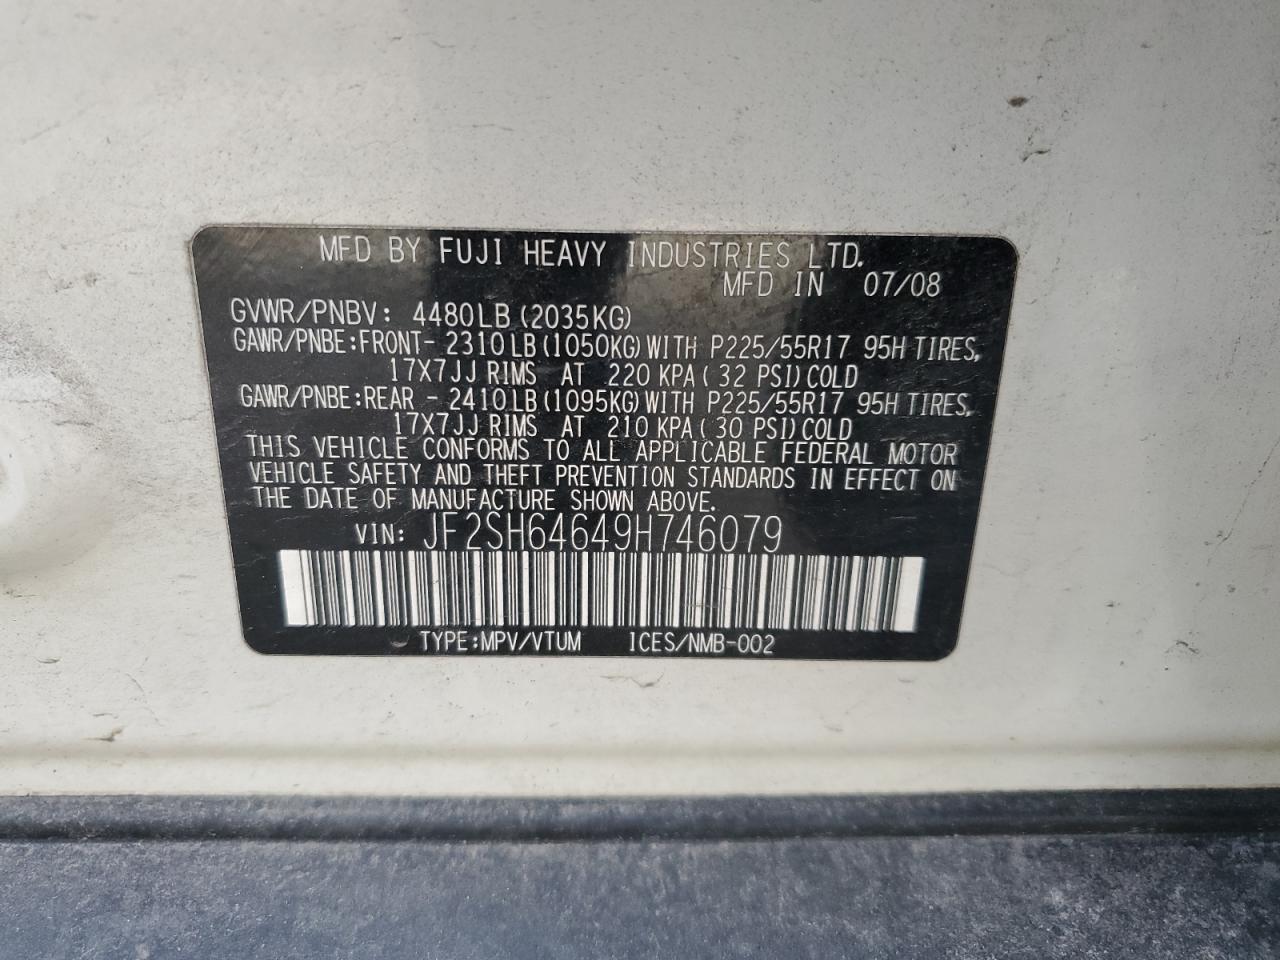 MFD BY FUJI HEAVY INDUSTRIES LTD.
MFD IN 07/08
GVWR/PNBV: 4480LB (2035KG)
GAWR/PNBE:FRONT- 2310LB (1050KG) WITH P225/55R17 95H TIRES,
17X7JJ RIMS AT 220 KPA ( 32 PSI) COLD
GAWR/PNBE:REAR - 2410LB (1095KG) WITH P225/55R17 95H TIRES,
17X7JJ RIMS AT 210 KPA ( 30 PSI) COLD
THIS VEHICLE CONFORMS TO ALL APPLICABLE FEDERAL MOTOR
VEHICLE SAFETY AND THEFT PREVENTION STANDARDS IN EFFECT ON
THE DATE OF MANUFACTURE SHOWN ABOVE.
VIN: JF2SH64649H746079
TYPE:MPV/VTUM ICES/NMB-002